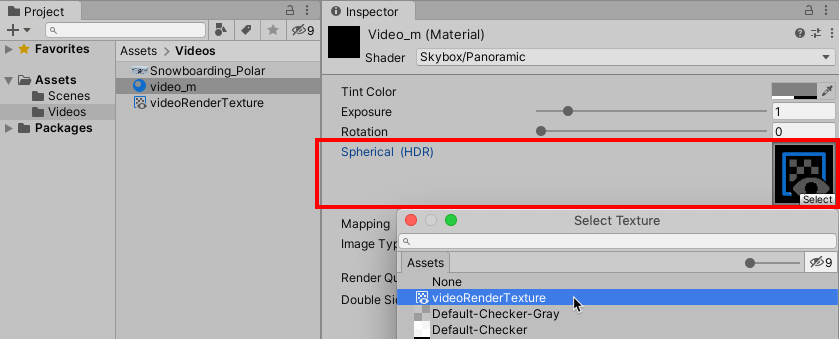 Project
9
Favorites
Assets
Scenes
Videos
Packages
Assets > Videos
Snowboarding_Polar
video_m
videoRenderTexture
Inspector
Video_m (Material)
Shader
Skybox/Panoramic
Tint Color
Exposure
1
Rotation
0
Spherical (HDR)
Select
Mapping
Image Typ
Render Qu
Double Sid
Select Texture
Assets
9
None
videoRenderTexture
Default-Checker-Gray
Default-Checker